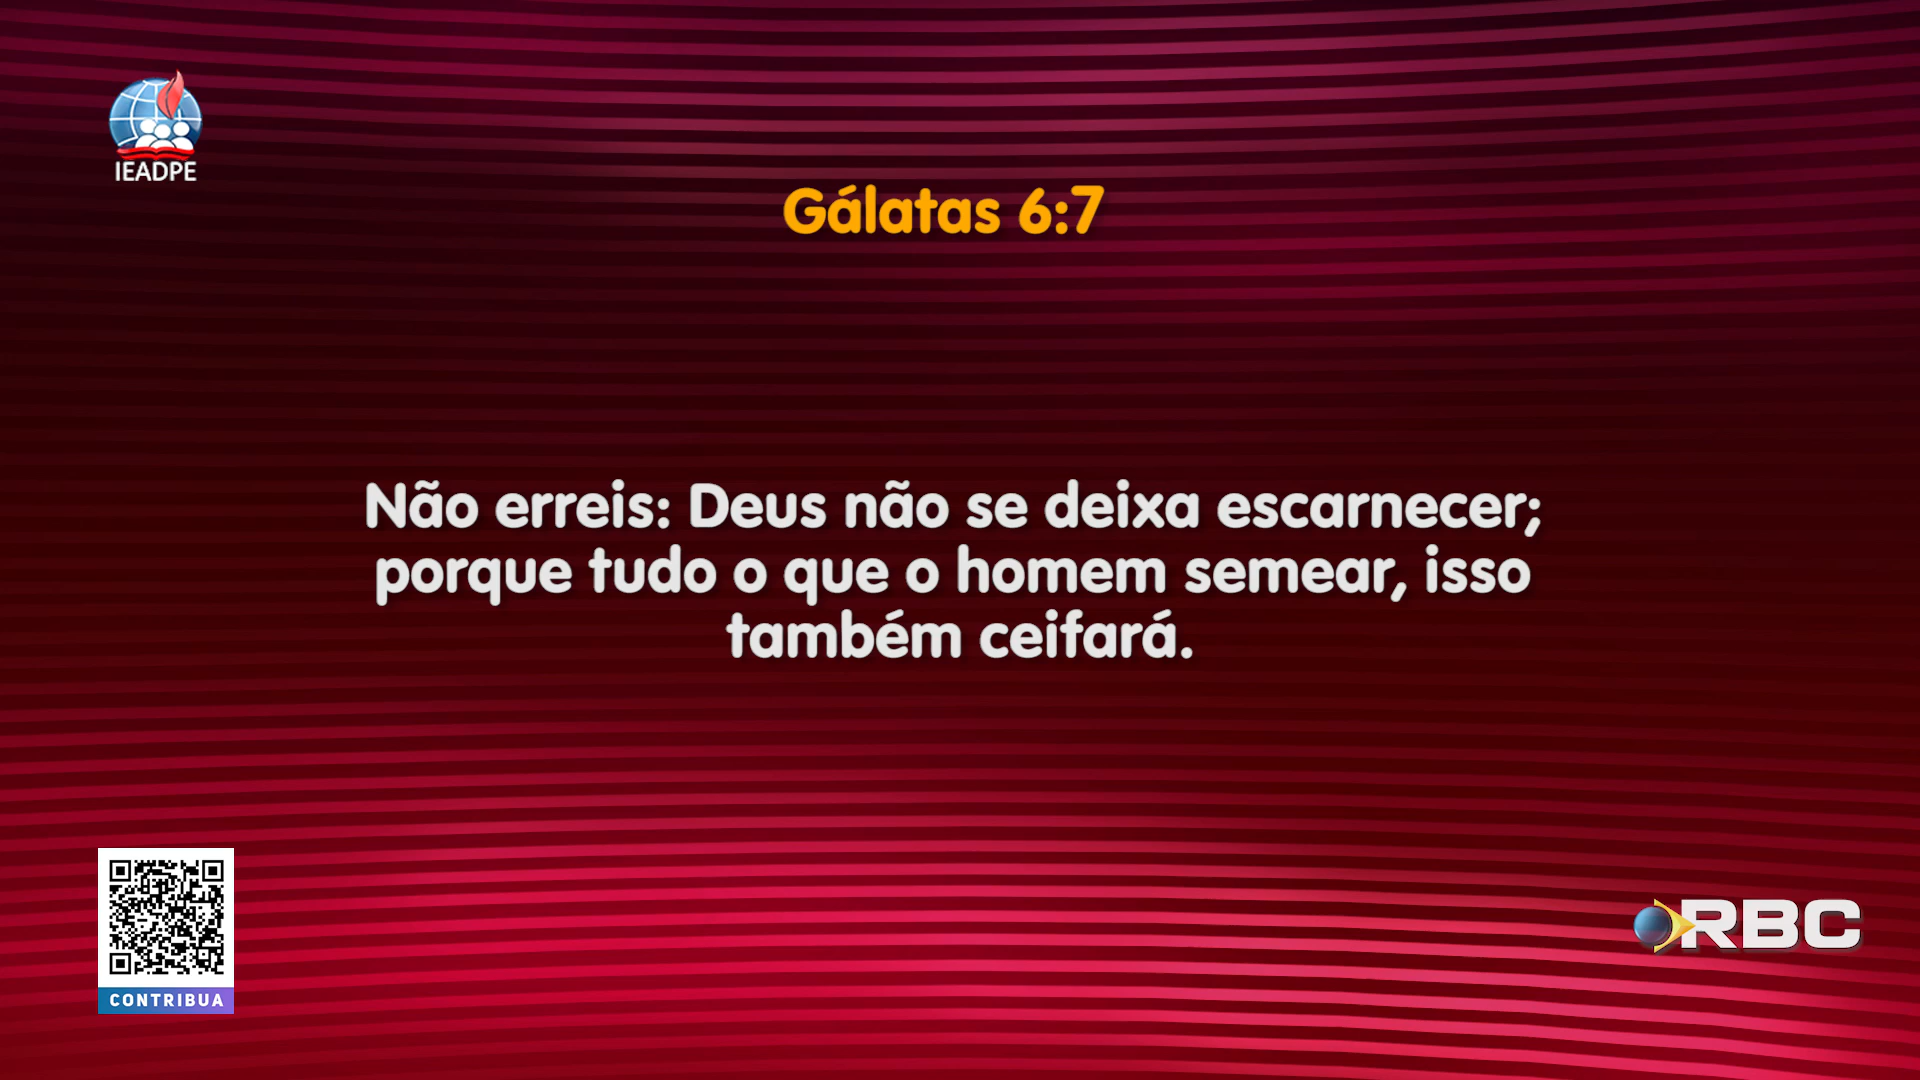 IEADPE
Gálatas 6:7
Não erreis: Deus não se deixa escarnecer;
porque tudo o que o homem semear, isso
também ceifará.
CONTRIBUA
RBC